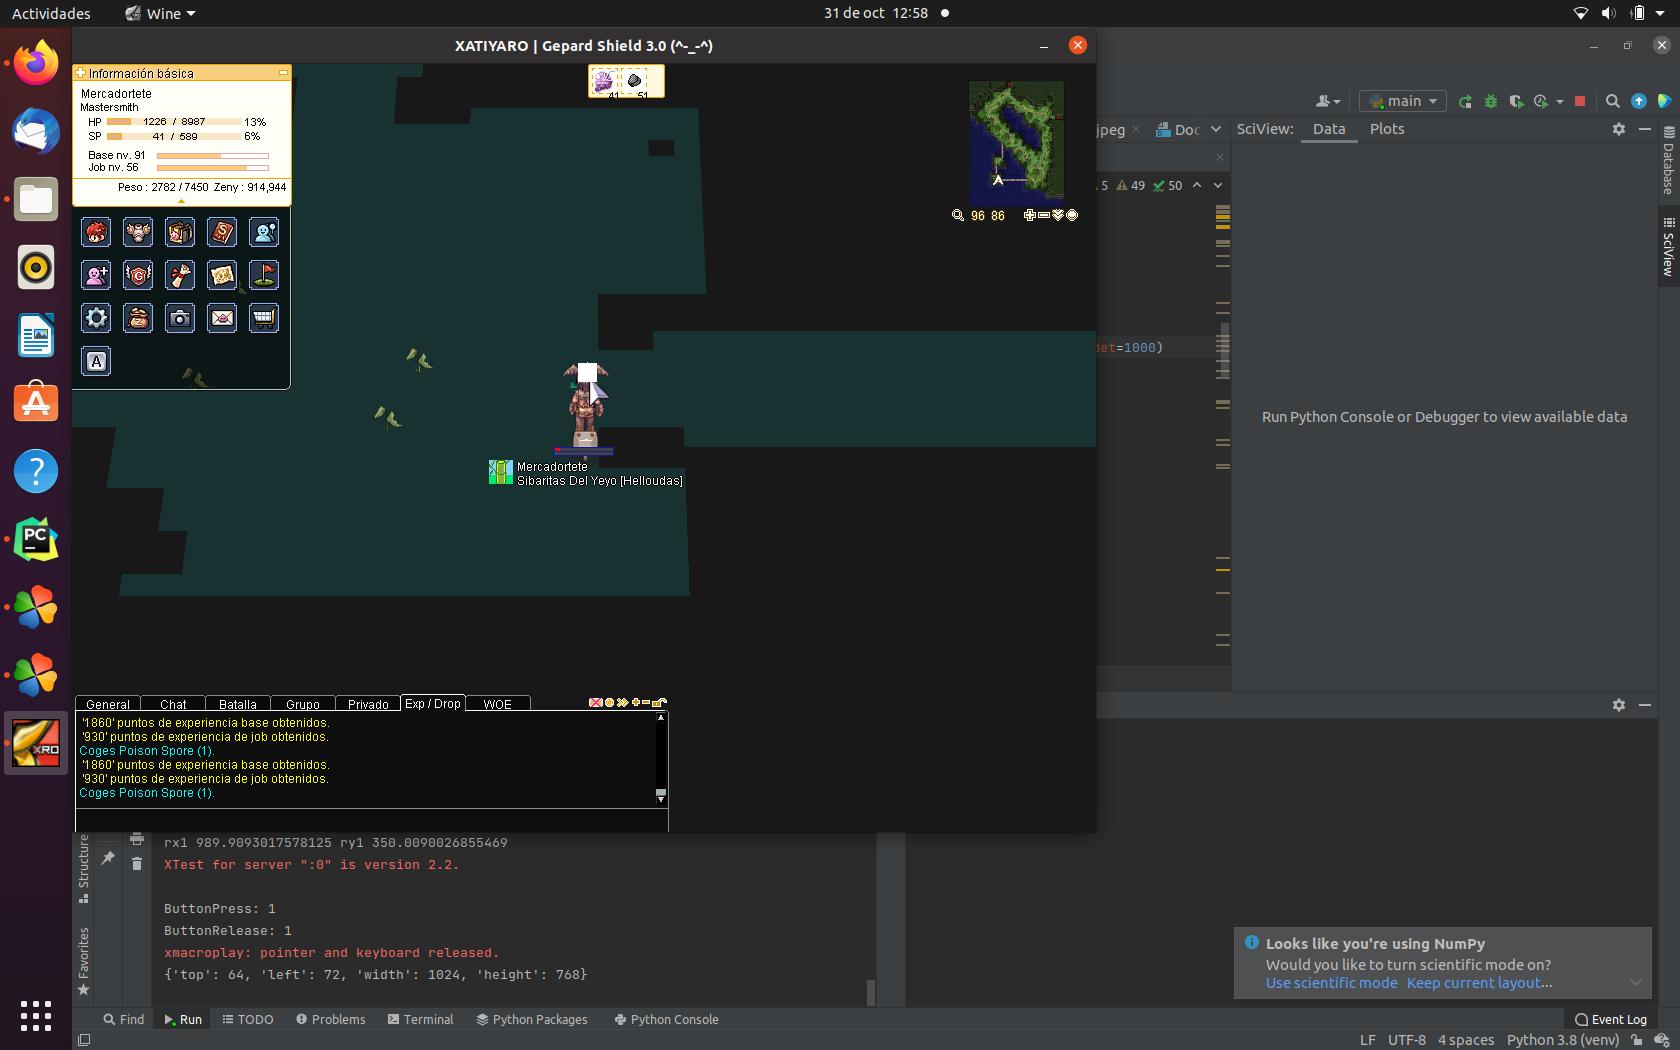 Actividades
Wine
31 de oct 12:58
XATIYARO | Gepard Shield 3.0 (^-_-^)
Información básica
Mercadortete
Mastersmith
HP 1226 / 8987 13%
SP 41 / 589 6%
Base nv. 91
Job nv. 56
Peso : 2782 / 7450 Zeny : 914,944
41 51
96 86
A
Mercadortete
Sibaritas Del Yeyo [Helloudas]
General Chat Batalla Grupo Privado Exp / Drop WOE
'1860' puntos de experiencia base obtenidos.
'930' puntos de experiencia de job obtenidos.
Coges Poison Spore (1).
'1860' puntos de experiencia base obtenidos.
'930' puntos de experiencia de job obtenidos.
Coges Poison Spore (1).
main
jpeg Doc
SciView: Data Plots
5 49 50
det=1000)
Run Python Console or Debugger to view available data
Database
SciView
PC
XRO
Structure
Favorites
rx1 989.9093017578125 ry1 350.0090026855469
XTest for server ":0" is version 2.2.
ButtonPress: 1
ButtonRelease: 1
xmacroplay: pointer and keyboard released.
{'top': 64, 'left': 72, 'width': 1024, 'height': 768}
Looks like you're using NumPy
Would you like to turn scientific mode on?
Use scientific mode Keep current layout...
Find Run TODO Problems Terminal Python Packages Python Console Event Log
LF UTF-8 4 spaces Python 3.8 (venv)